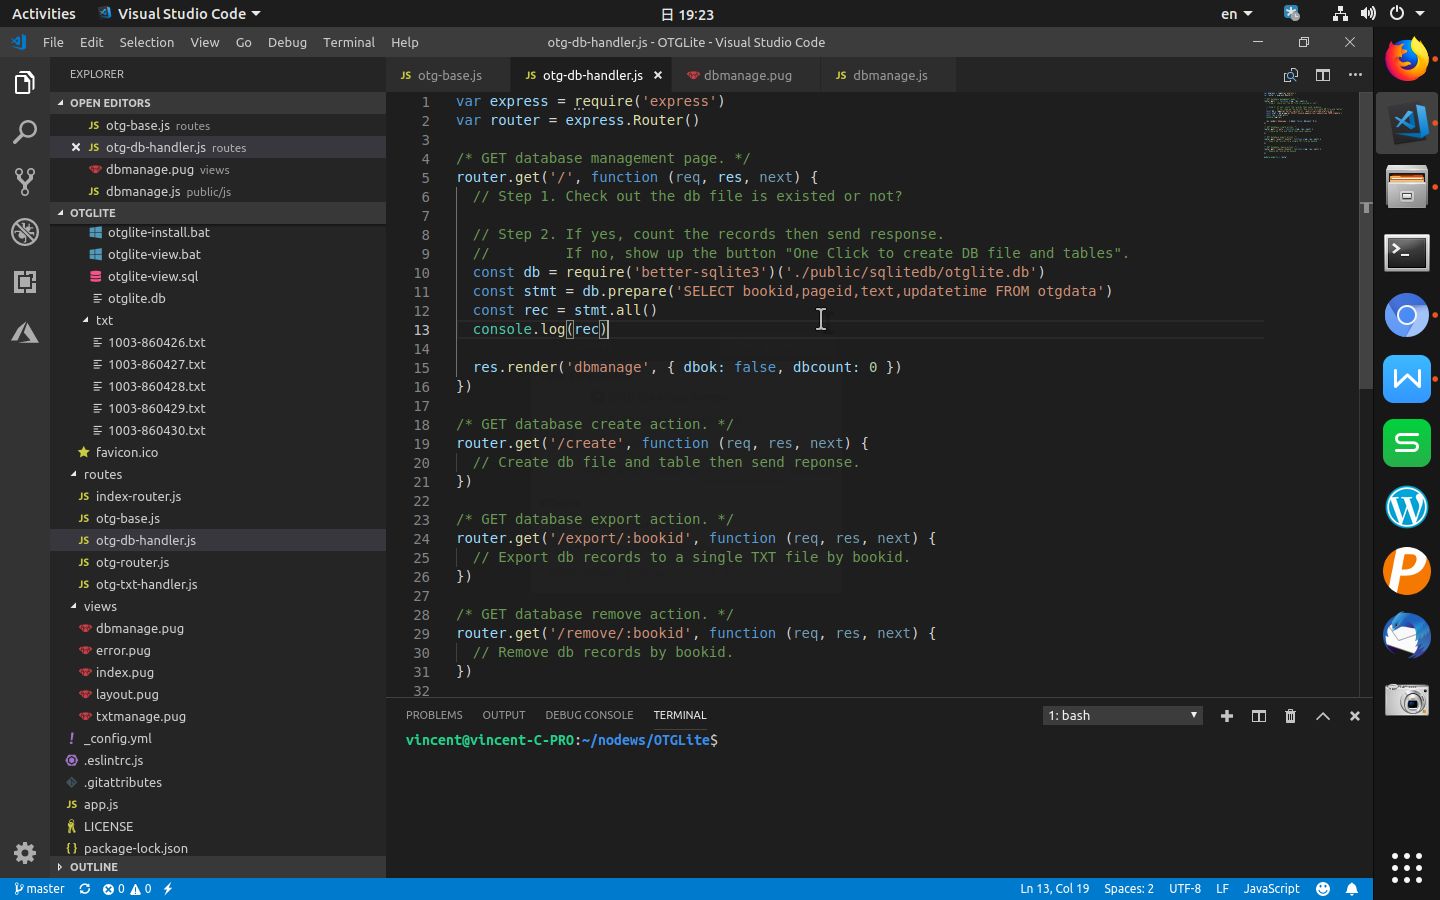 Activities
Visual Studio Code
日 19:23
en
File Edit Selection View Go Debug Terminal Help
otg-db-handler.js - OTGLite - Visual Studio Code
EXPLORER
OPEN EDITORS
JS otg-base.js routes
JS otg-db-handler.js routes
dbmanage.pug views
JS dbmanage.js public/js
OTGLITE
otglite-install.bat
otglite-view.bat
otglite-view.sql
otglite.db
txt
1003-860426.txt
1003-860427.txt
1003-860428.txt
1003-860429.txt
1003-860430.txt
favicon.ico
routes
JS index-router.js
JS otg-base.js
JS otg-db-handler.js
JS otg-router.js
JS otg-txt-handler.js
views
dbmanage.pug
error.pug
index.pug
layout.pug
txtmanage.pug
! _config.yml
.eslintrc.js
.gitattributes
JS app.js
LICENSE
{} package-lock.json
OUTLINE
JS otg-base.js
JS otg-db-handler.js
dbmanage.pug
JS dbmanage.js
1 var express = require('express')
2 var router = express.Router()
3
4 /* GET database management page. */
5 router.get('/', function (req, res, next) {
6 // Step 1. Check out the db file is existed or not?
7
8 // Step 2. If yes, count the records then send response.
9 // If no, show up the button "One Click to create DB file and tables".
10 const db = require('better-sqlite3')('./public/sqlitedb/otglite.db')
11 const stmt = db.prepare('SELECT bookid,pageid,text,updatetime FROM otgdata')
12 const rec = stmt.all()
13 console.log(rec)
14
15 res.render('dbmanage', { dbok: false, dbcount: 0 })
16 })
17
18 /* GET database create action. */
19 router.get('/create', function (req, res, next) {
20 // Create db file and table then send reponse.
21 })
22
23 /* GET database export action. */
24 router.get('/export/:bookid', function (req, res, next) {
25 // Export db records to a single TXT file by bookid.
26 })
27
28 /* GET database remove action. */
29 router.get('/remove/:bookid', function (req, res, next) {
30 // Remove db records by bookid.
31 })
32
PROBLEMS OUTPUT DEBUG CONSOLE TERMINAL
1: bash
vincent@vincent-C-PRO:~/nodews/OTGLite$
master
0 0
Ln 13, Col 19
Spaces: 2
UTF-8
LF
JavaScript